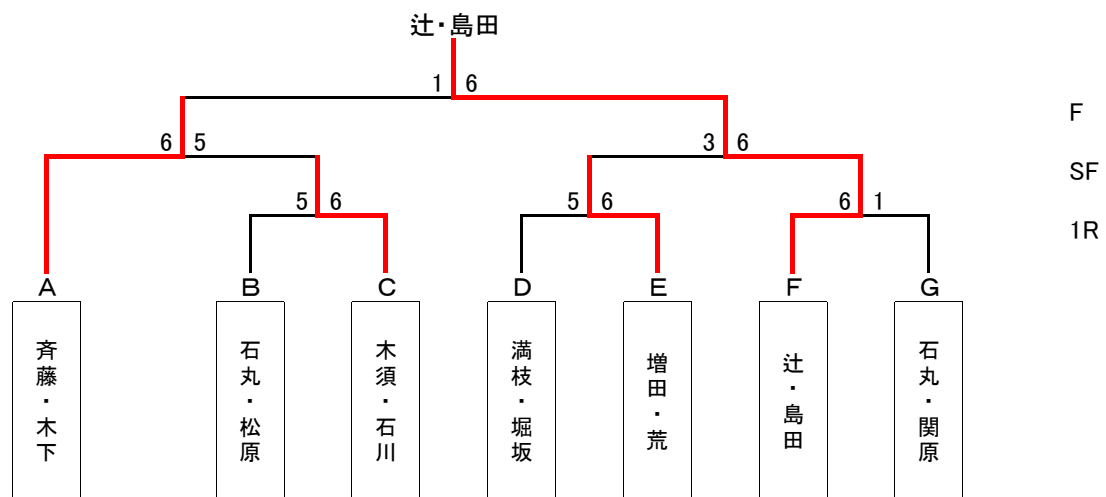 辻・島田
1 6
F
6 5
3 6
SF
5 6
5 6
6 1
1R
A B C D E F G
斉藤・木下
石丸・松原
木須・石川
満枝・堀坂
増田・荒
辻・島田
石丸・関原